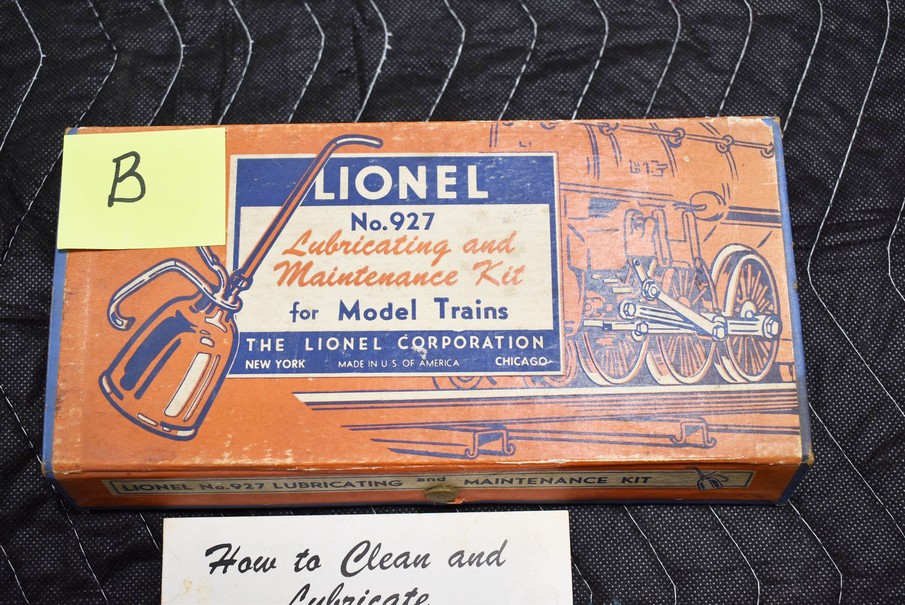 B
LIONEL
No.927
Lubricating and
Maintenance Kit
for Model Trains
THE LIONEL CORPORATION
NEW YORK MADE IN U.S. OF AMERICA CHICAGO
LIONEL No.927 LUBRICATING and MAINTENANCE KIT
How to Clean and
Lubricate